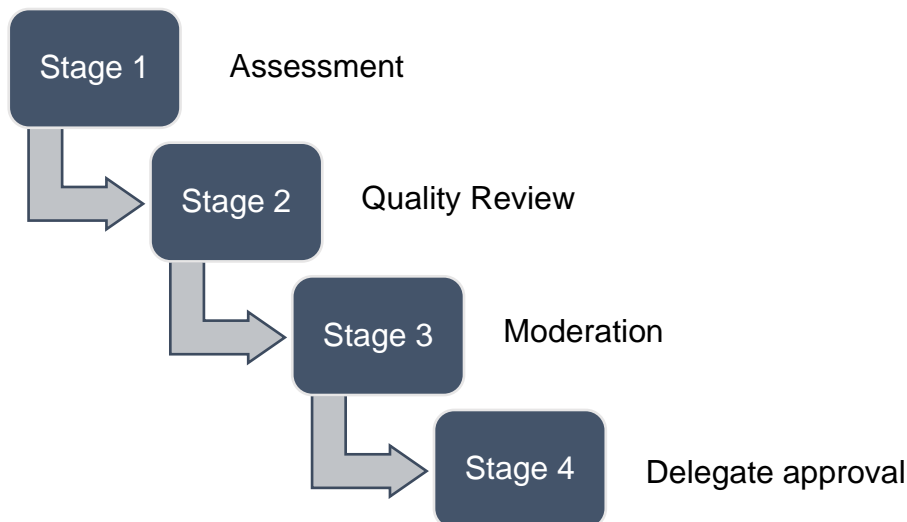 Stage 1
Assessment
Stage 2
Quality Review
Stage 3
Moderation
Stage 4
Delegate approval